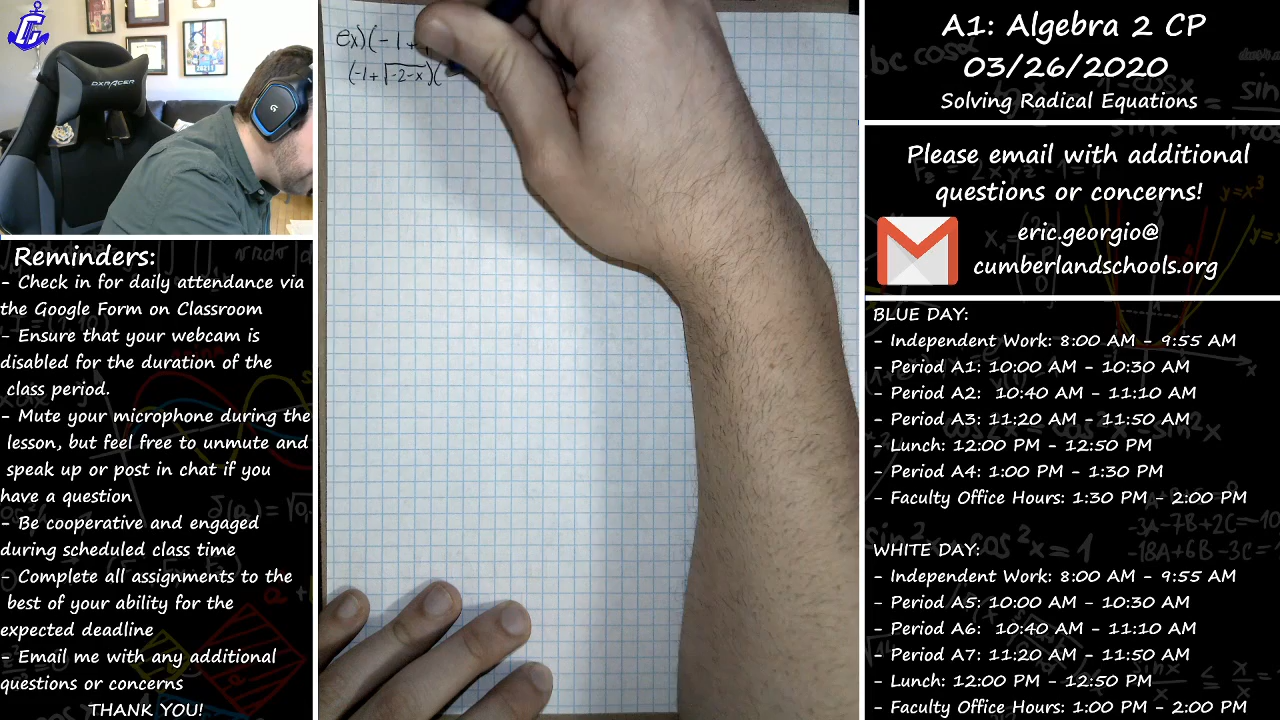 C
DXRACER
G
ex) (-1 +
(-1 + √-2-x)(
Reminders:
- Check in for daily attendance via
the Google Form on Classroom
- Ensure that your webcam is
disabled for the duration of the
class period.
- Mute your microphone during the
lesson, but feel free to unmute and
speak up or post in chat if you
have a question
- Be cooperative and engaged
during scheduled class time
- Complete all assignments to the
best of your ability for the
expected deadline
- Email me with any additional
questions or concerns
THANK YOU!
A1: Algebra 2 CP
03/26/2020
Solving Radical Equations
Please email with additional
questions or concerns!
eric.georgio@
cumberlandschools.org
BLUE DAY:
- Independent Work: 8:00 AM - 9:55 AM
- Period A1: 10:00 AM - 10:30 AM
- Period A2: 10:40 AM - 11:10 AM
- Period A3: 11:20 AM - 11:50 AM
- Lunch: 12:00 PM - 12:50 PM
- Period A4: 1:00 PM - 1:30 PM
- Faculty Office Hours: 1:30 PM - 2:00 PM
WHITE DAY:
- Independent Work: 8:00 AM - 9:55 AM
- Period A5: 10:00 AM - 10:30 AM
- Period A6: 10:40 AM - 11:10 AM
- Period A7: 11:20 AM - 11:50 AM
- Lunch: 12:00 PM - 12:50 PM
- Faculty Office Hours: 1:00 PM - 2:00 PM